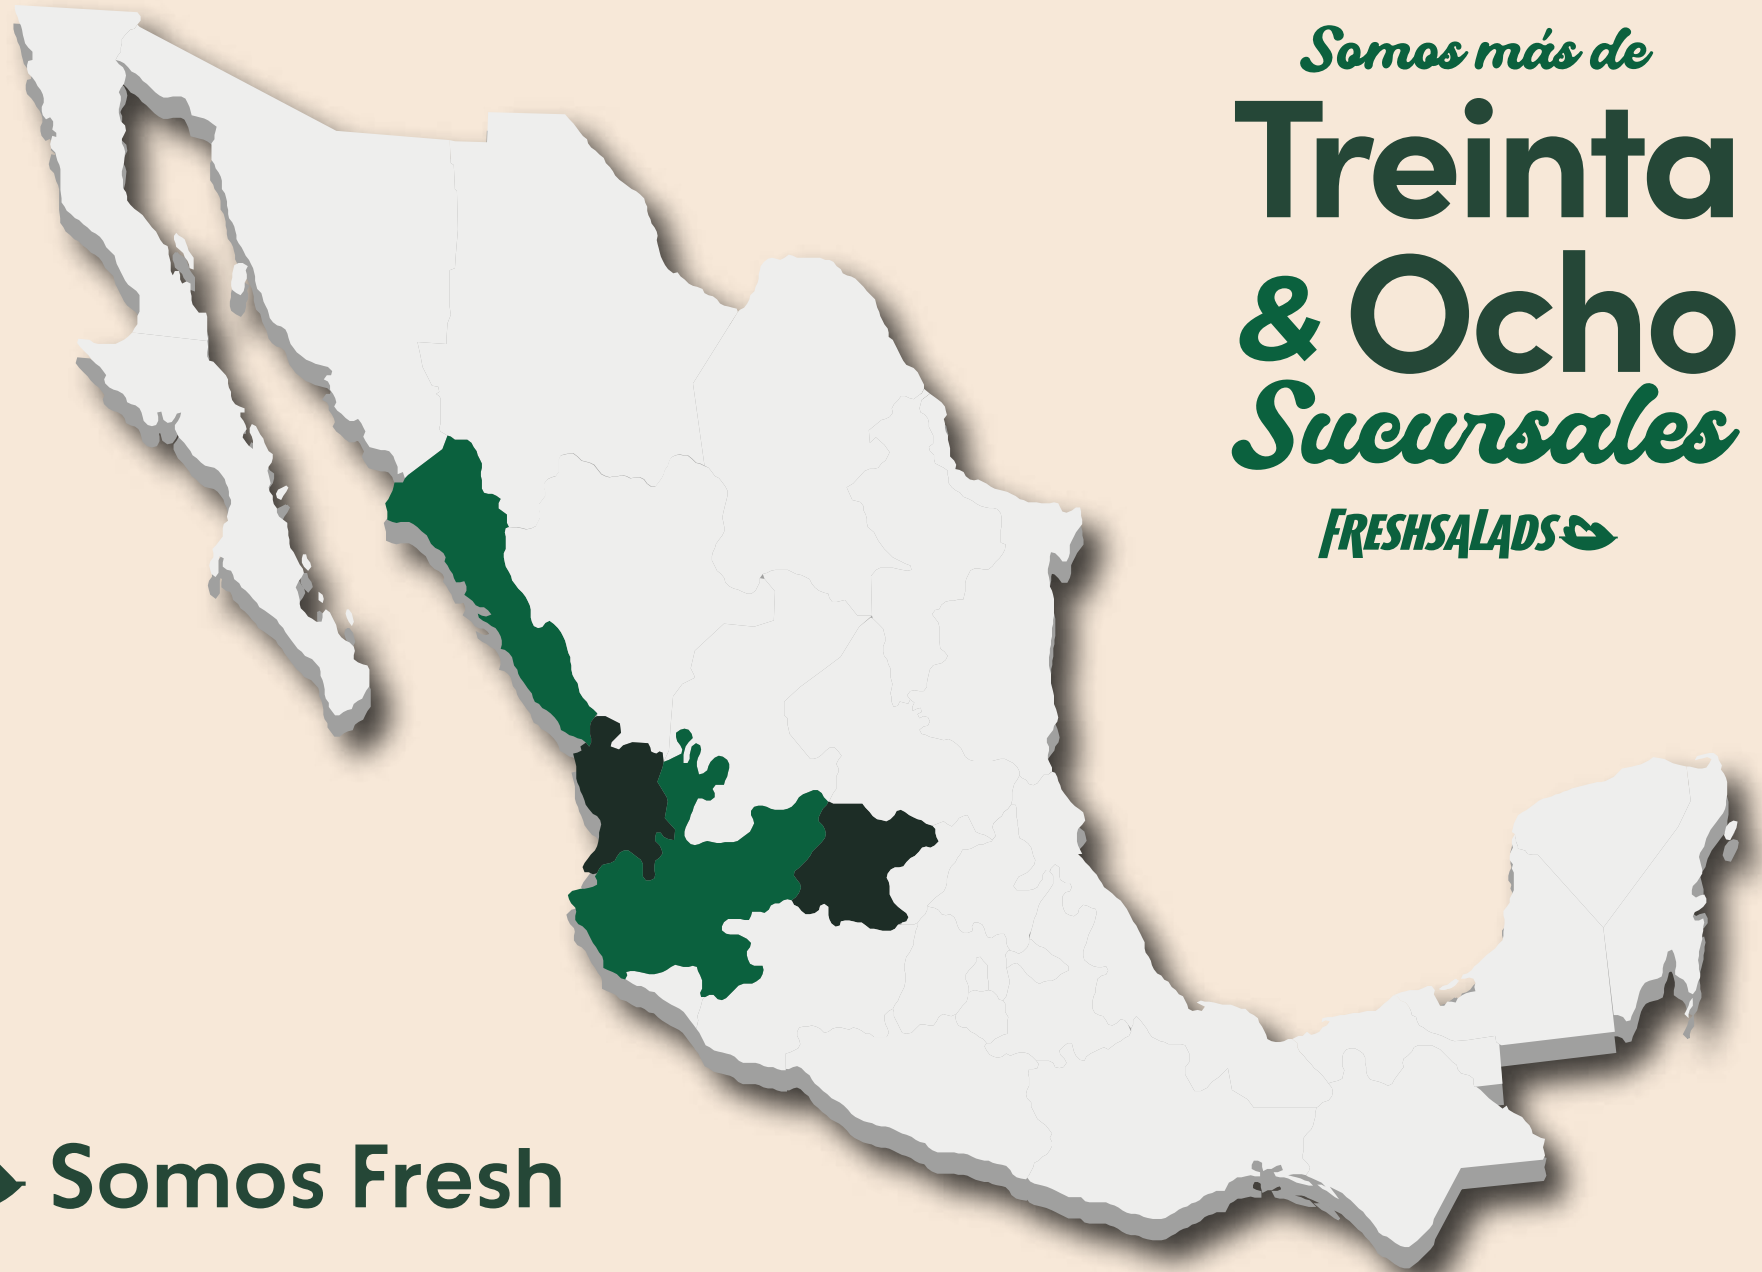 Somos más de
Treinta
& Ocho
Sucursales
FRESHSALADS
Somos Fresh